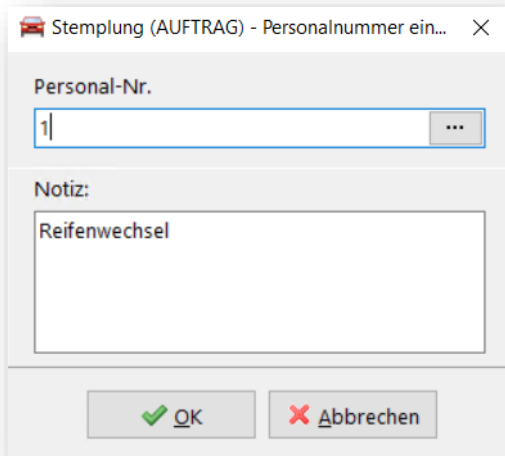 Stemplung (AUFTRAG) - Personalnummer ein...
Personal-Nr.
1
...
Notiz:
Reifenwechsel
OK
Abbrechen